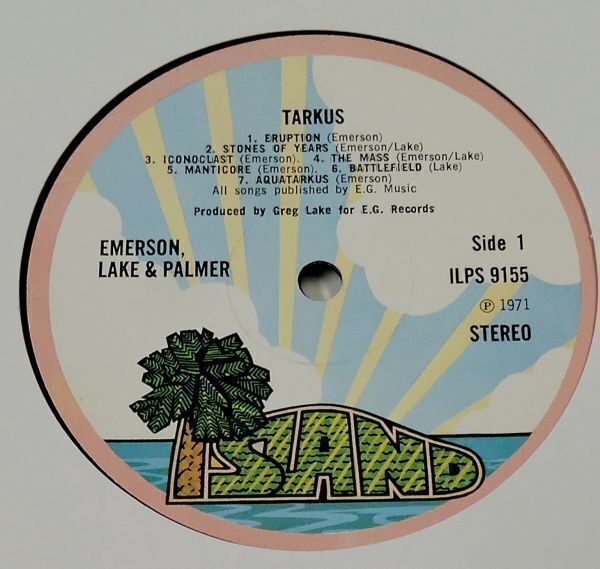 TARKUS
1. ERUPTION (Emerson)
2. STONES OF YEARS (Emerson/Lake)
3. ICONOCLAST (Emerson). 4. THE MASS (Emerson/Lake)
5. MANTICORE (Emerson). 6. BATTLEFIELD (Lake)
7. AQUATARKUS (Emerson)
All songs published by E.G. Music
Produced by Greg Lake for E.G. Records
EMERSON,
LAKE & PALMER
Side 1
ILPS 9155
℗ 1971
STEREO
ISLAND